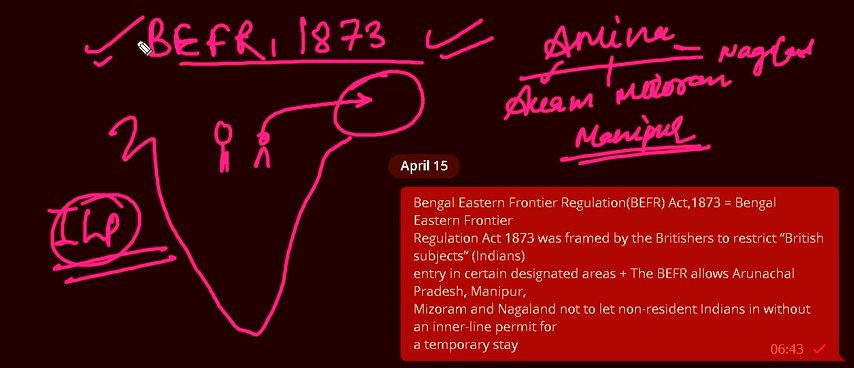 BEFR, 1873
Amina
Nagaland
Assam Mizoram
Manipur
ILP
April 15
Bengal Eastern Frontier Regulation(BEFR) Act,1873 = Bengal
Eastern Frontier
Regulation Act 1873 was framed by the Britishers to restrict "British
subjects" (Indians)
entry in certain designated areas + The BEFR allows Arunachal
Pradesh, Manipur,
Mizoram and Nagaland not to let non-resident Indians in without
an inner-line permit for
a temporary stay
06:43